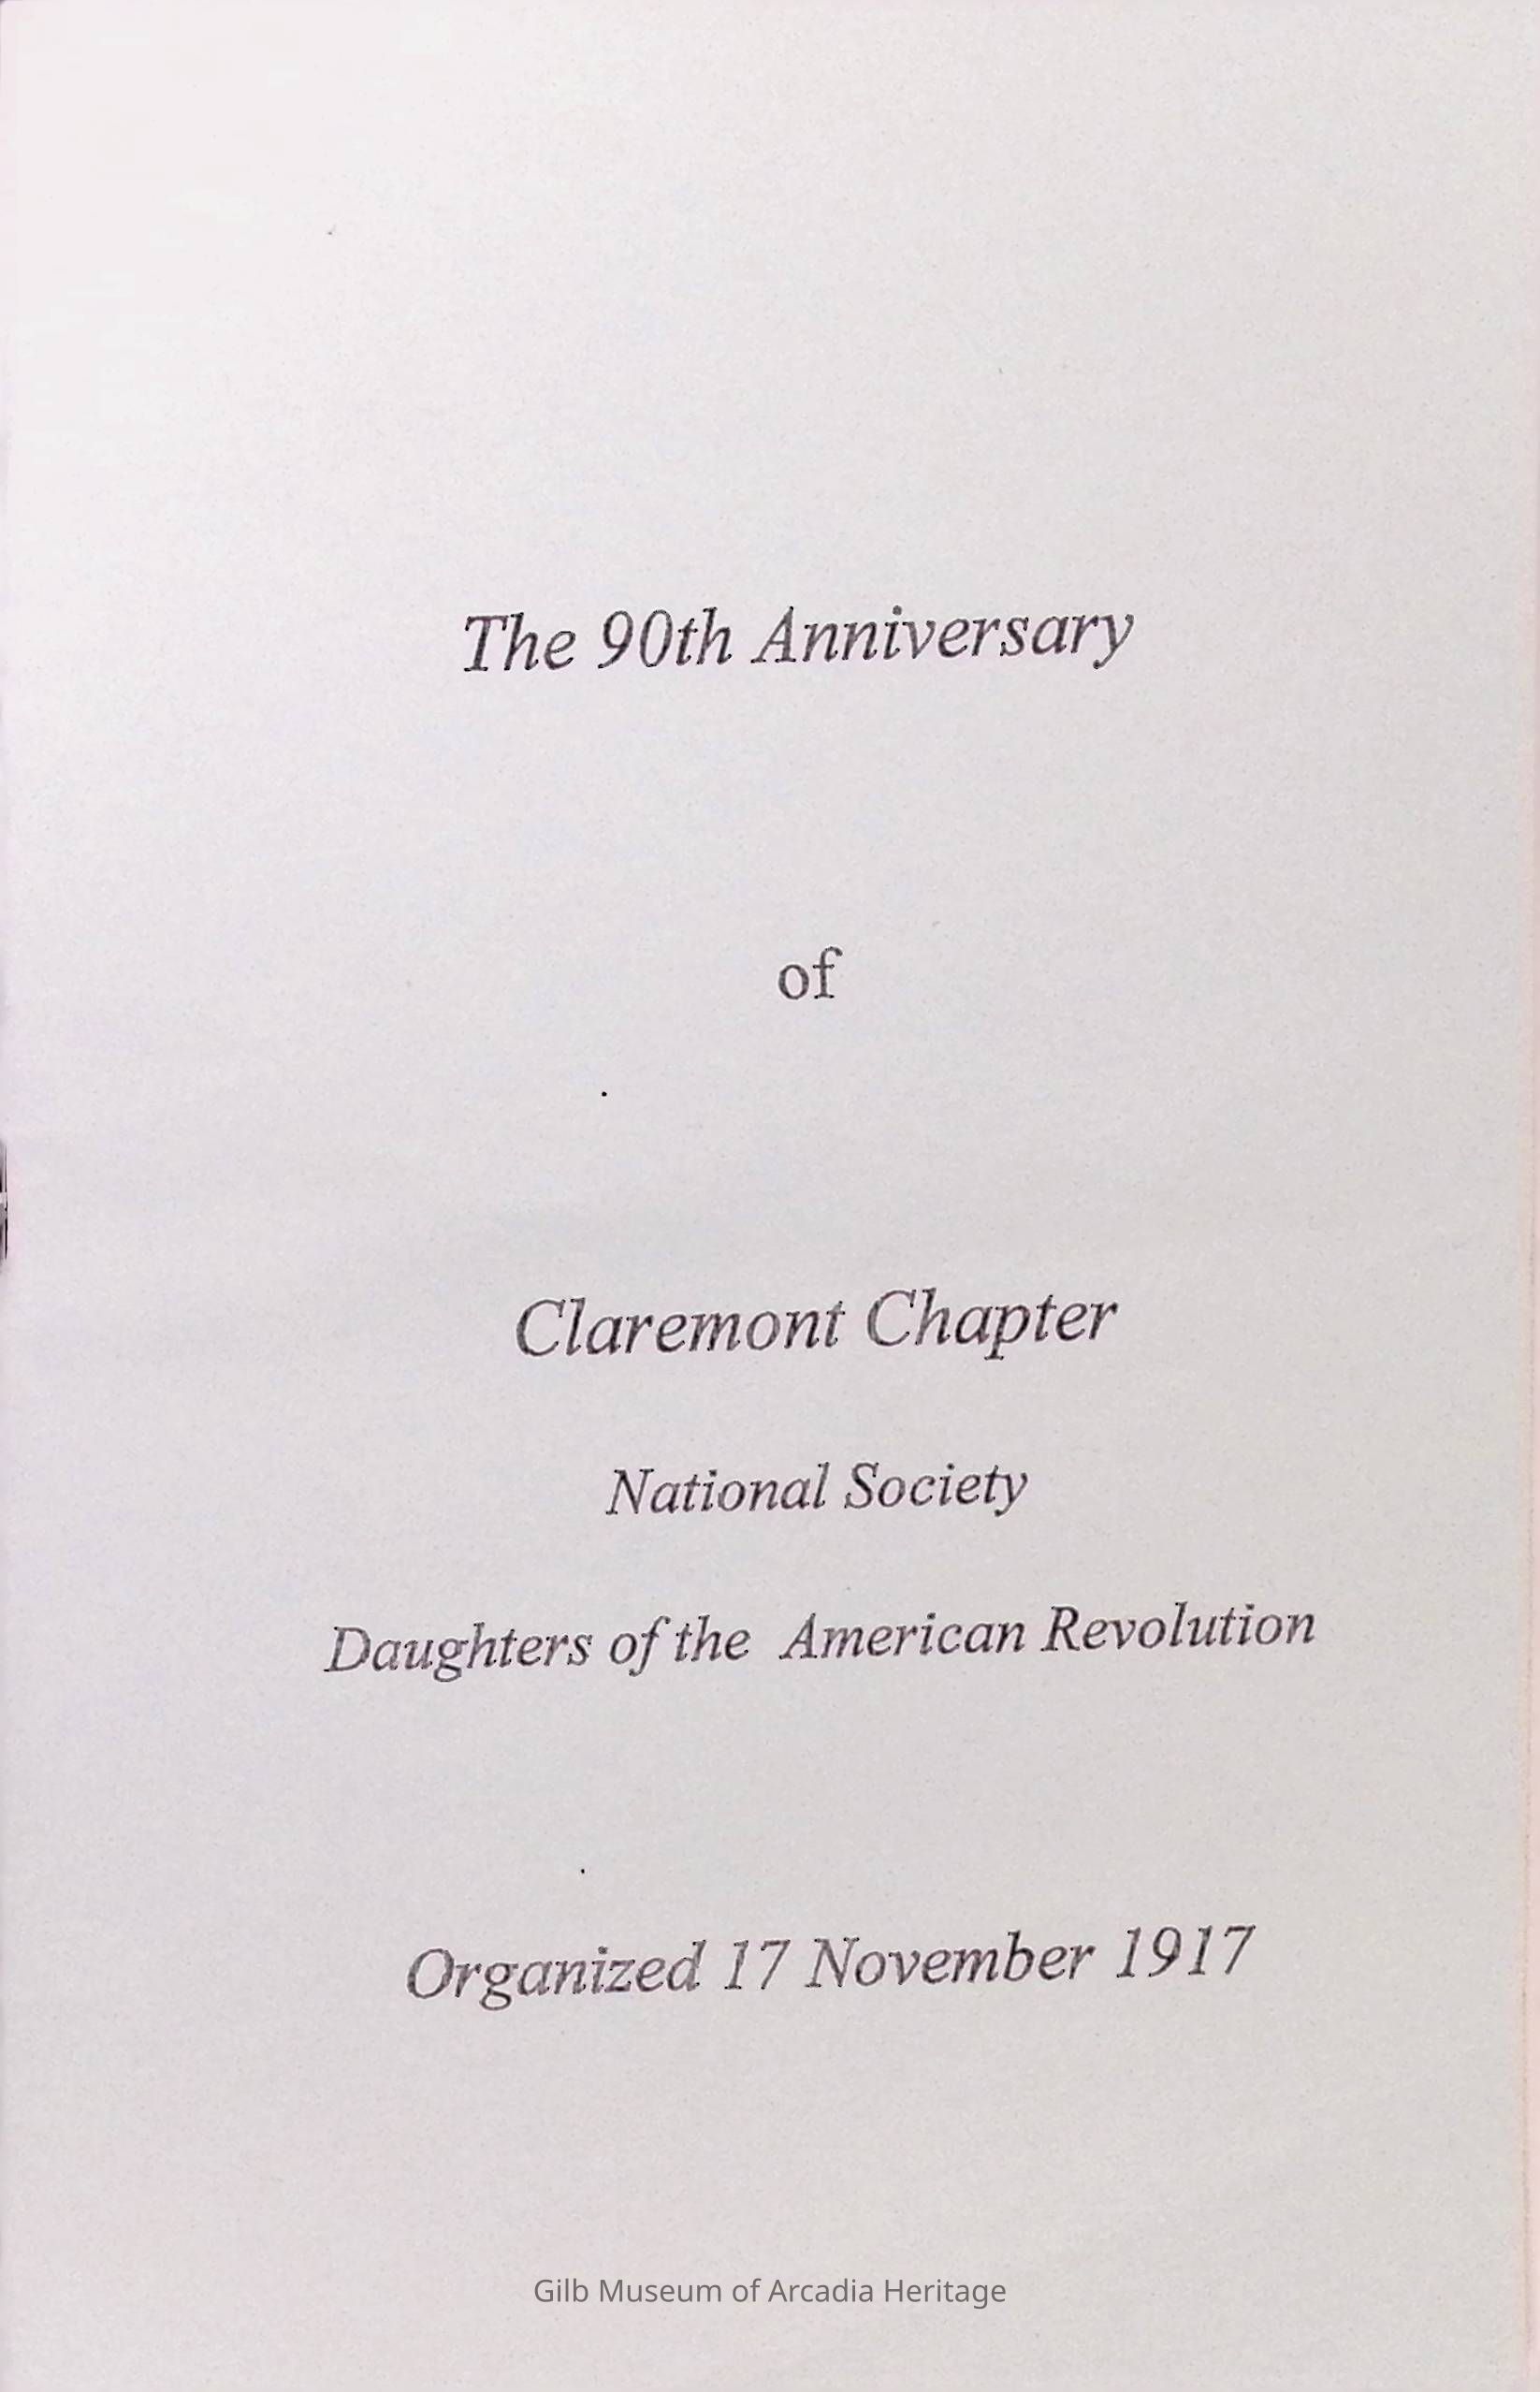 The 90th Anniversary
of
Claremont Chapter
National Society
Daughters of the American Revolution
Organized 17 November 1917
Gilb Museum of Arcadia Heritage